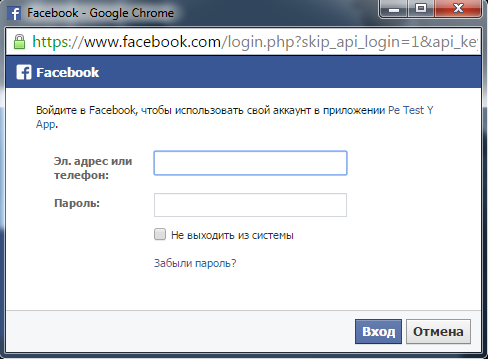 Facebook - Google Chrome
https://www.facebook.com/login.php?skip_api_login=1&api_ke
Facebook
Войдите в Facebook, чтобы использовать свой аккаунт в приложении Pe Test Y
App.
Эл. адрес или
телефон:
Пароль:
Не выходить из системы
Забыли пароль?
Вход Отмена